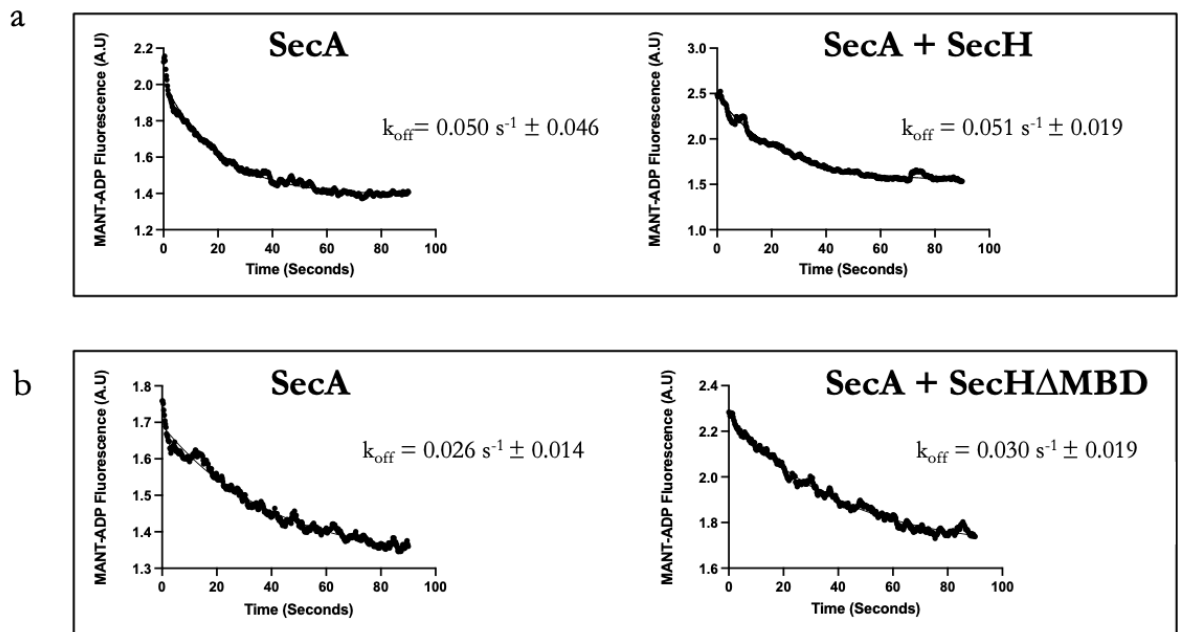 a
SecA
MANT-ADP Fluorescence (A.U)
2.2
2.0
1.8
1.6
1.4
1.2
k_off= 0.050 s⁻¹ ± 0.046
0 20 40 60 80 100
Time (Seconds)
SecA + SecH
MANT-ADP Fluorescence (A.U)
3.0
2.5
2.0
1.5
1.0
k_off= 0.051 s⁻¹ ± 0.019
0 20 40 60 80 100
Time (Seconds)
b
SecA
MANT-ADP Fluorescence (A.U)
1.8
1.7
1.6
1.5
1.4
1.3
k_off = 0.026 s⁻¹ ± 0.014
0 20 40 60 80 100
Time (Seconds)
SecA + SecHΔMBD
MANT-ADP Fluorescence (A.U)
2.4
2.2
2.0
1.8
1.6
k_off = 0.030 s⁻¹ ± 0.019
0 20 40 60 80 100
Time (Seconds)